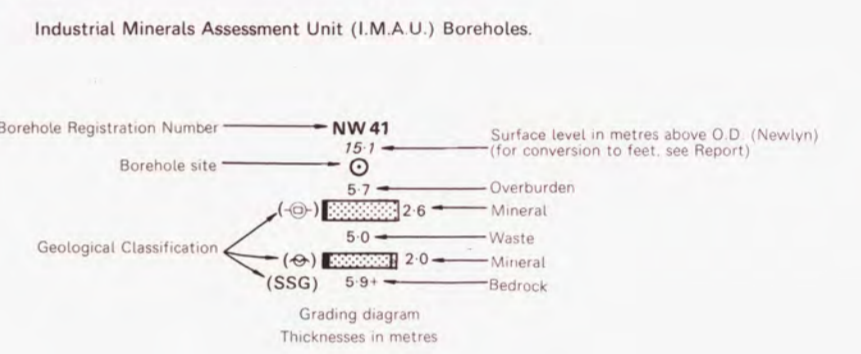 Industrial Minerals Assessment Unit (I.M.A.U.) Boreholes.
Borehole Registration Number
NW 41
15·1
Surface level in metres above O.D. (Newlyn)
(for conversion to feet, see Report)
Borehole site
5·7
Overburden
2·6
Mineral
5·0
Waste
Geological Classification
2·0
Mineral
(SSG)
5·9+
Bedrock
Grading diagram
Thicknesses in metres